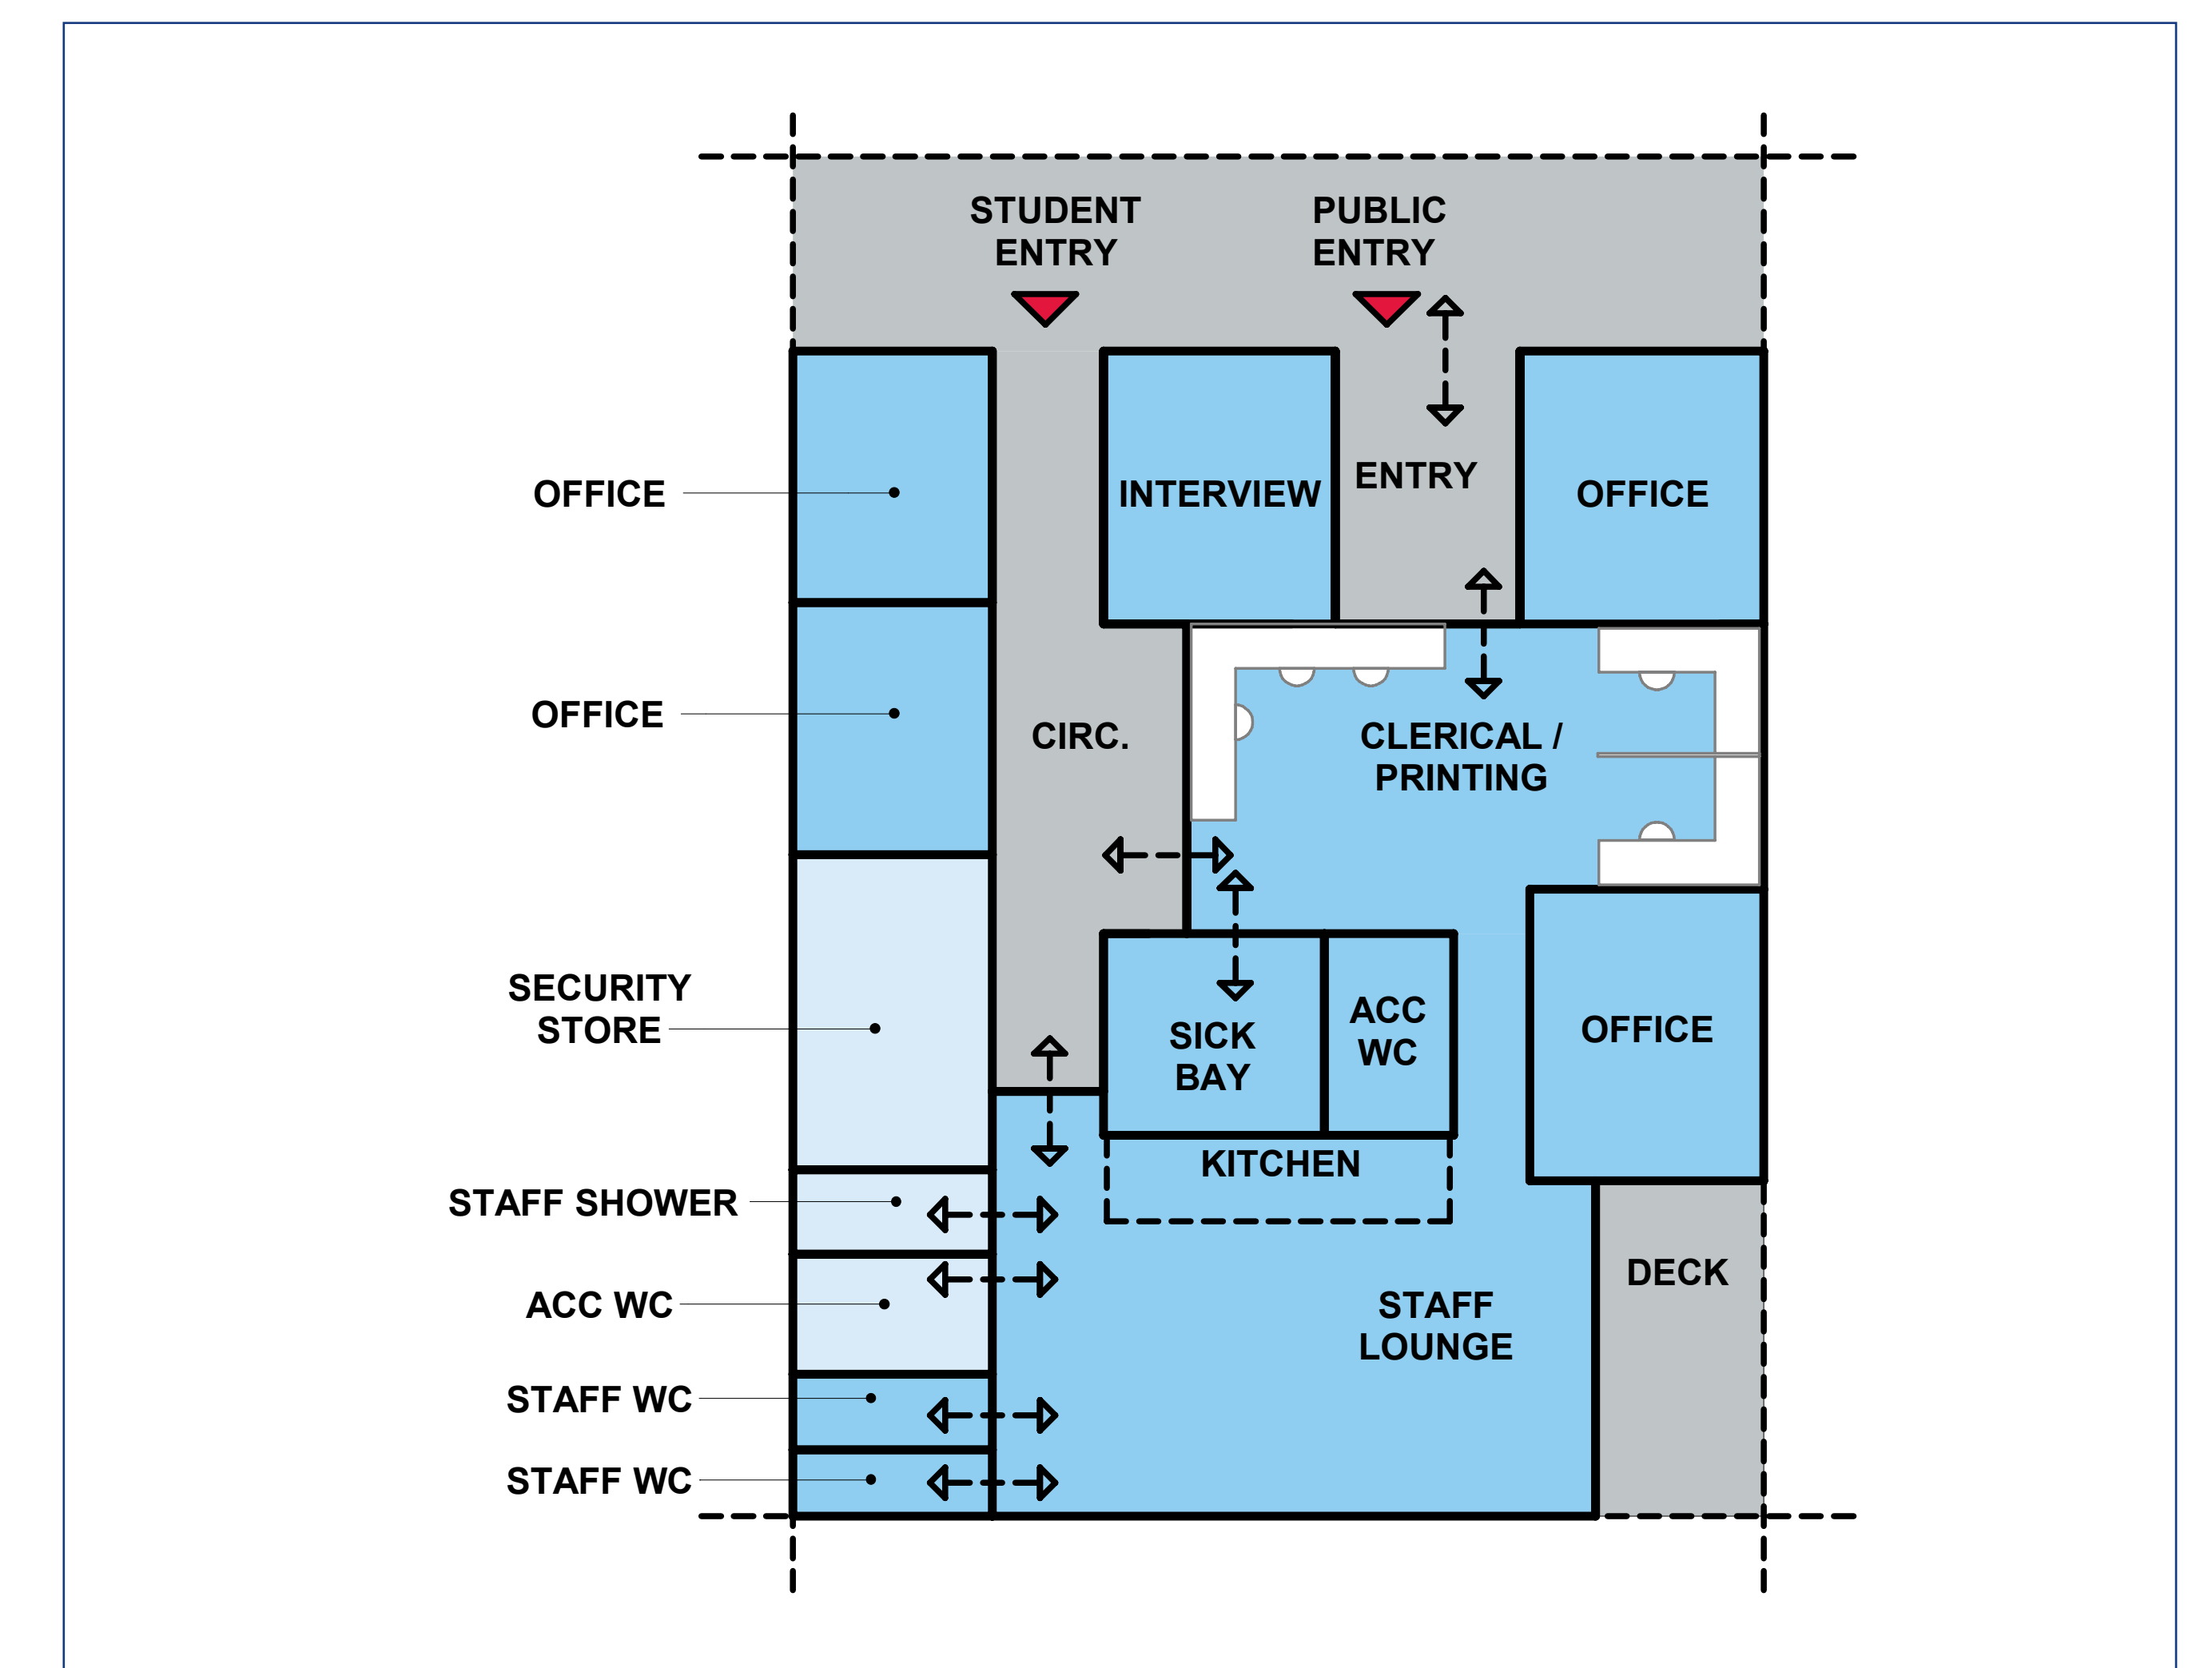 STUDENT
ENTRY
PUBLIC
ENTRY
OFFICE
INTERVIEW
ENTRY
OFFICE
OFFICE
CIRC.
CLERICAL /
PRINTING
SECURITY
STORE
SICK
BAY
ACC
WC
OFFICE
KITCHEN
STAFF SHOWER
DECK
ACC WC
STAFF
LOUNGE
STAFF WC
STAFF WC